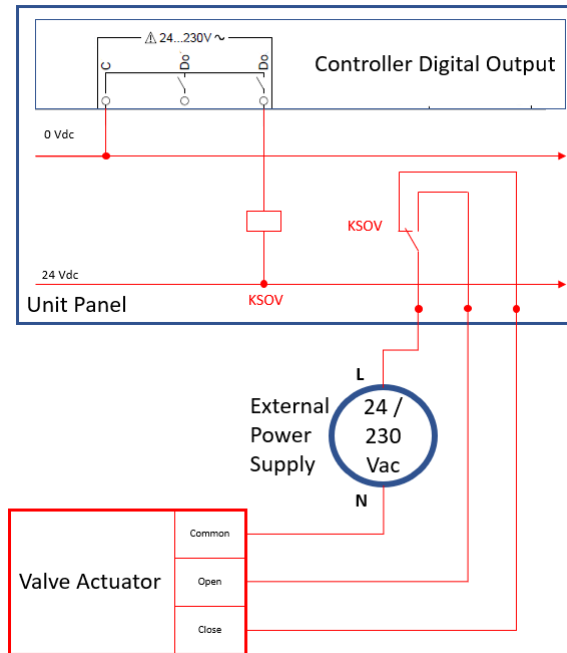 ⚠ 24...230V ~
C
Do
Do
Controller Digital Output
0 Vdc
KSOV
24 Vdc
KSOV
Unit Panel
L
External
Power
Supply
24 /
230
Vac
N
Valve Actuator
Common
Open
Close